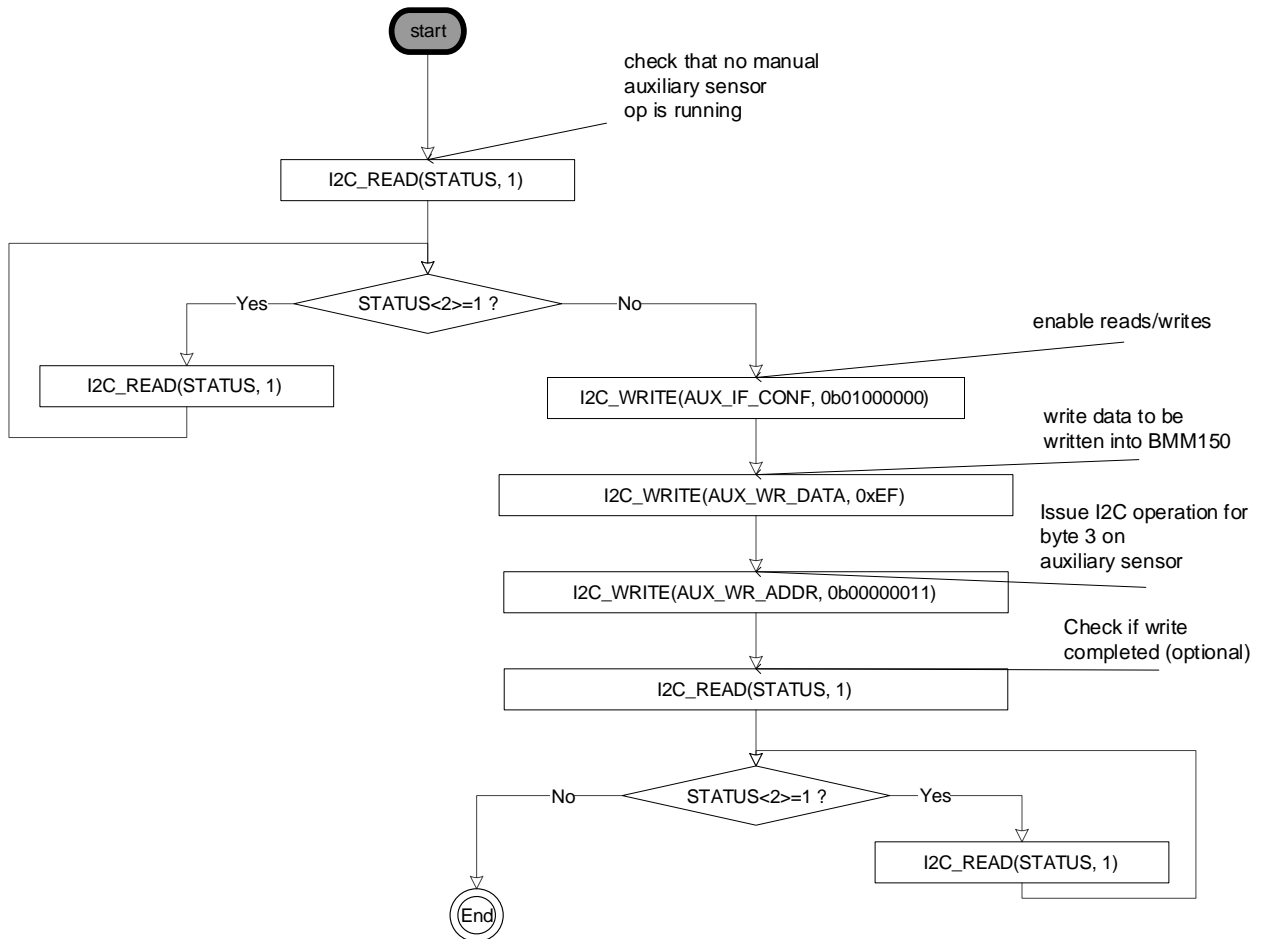 start
check that no manual
auxiliary sensor
op is running
I2C_READ(STATUS, 1)
STATUS<2>=1 ?
Yes
No
I2C_READ(STATUS, 1)
enable reads/writes
I2C_WRITE(AUX_IF_CONF, 0b01000000)
write data to be
written into BMM150
I2C_WRITE(AUX_WR_DATA, 0xEF)
Issue I2C operation for
byte 3 on
auxiliary sensor
I2C_WRITE(AUX_WR_ADDR, 0b00000011)
Check if write
completed (optional)
I2C_READ(STATUS, 1)
STATUS<2>=1 ?
No
Yes
I2C_READ(STATUS, 1)
End